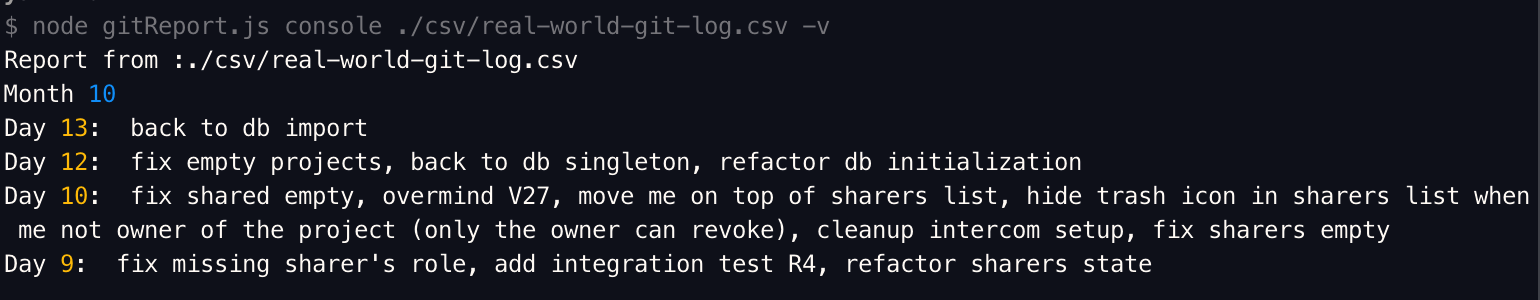 $ node gitReport.js console ./csv/real-world-git-log.csv -v
Report from :./csv/real-world-git-log.csv
Month 10
Day 13:  back to db import
Day 12:  fix empty projects, back to db singleton, refactor db initialization
Day 10:  fix shared empty, overmind V27, move me on top of sharers list, hide trash icon in sharers list when
 me not owner of the project (only the owner can revoke), cleanup intercom setup, fix sharers empty
Day 9:  fix missing sharer's role, add integration test R4, refactor sharers state